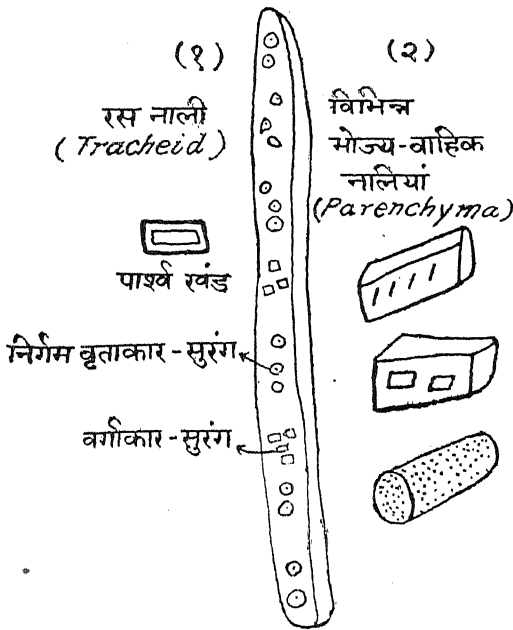 (१)
रस नाली
(Tracheid)
पार्श्व खंड
निर्गम वृताकार-सुरंग
वर्गाकार-सुरंग
(२)
विभिन्न
भोज्य-वाहिक
नालियां
(Parenchyma)